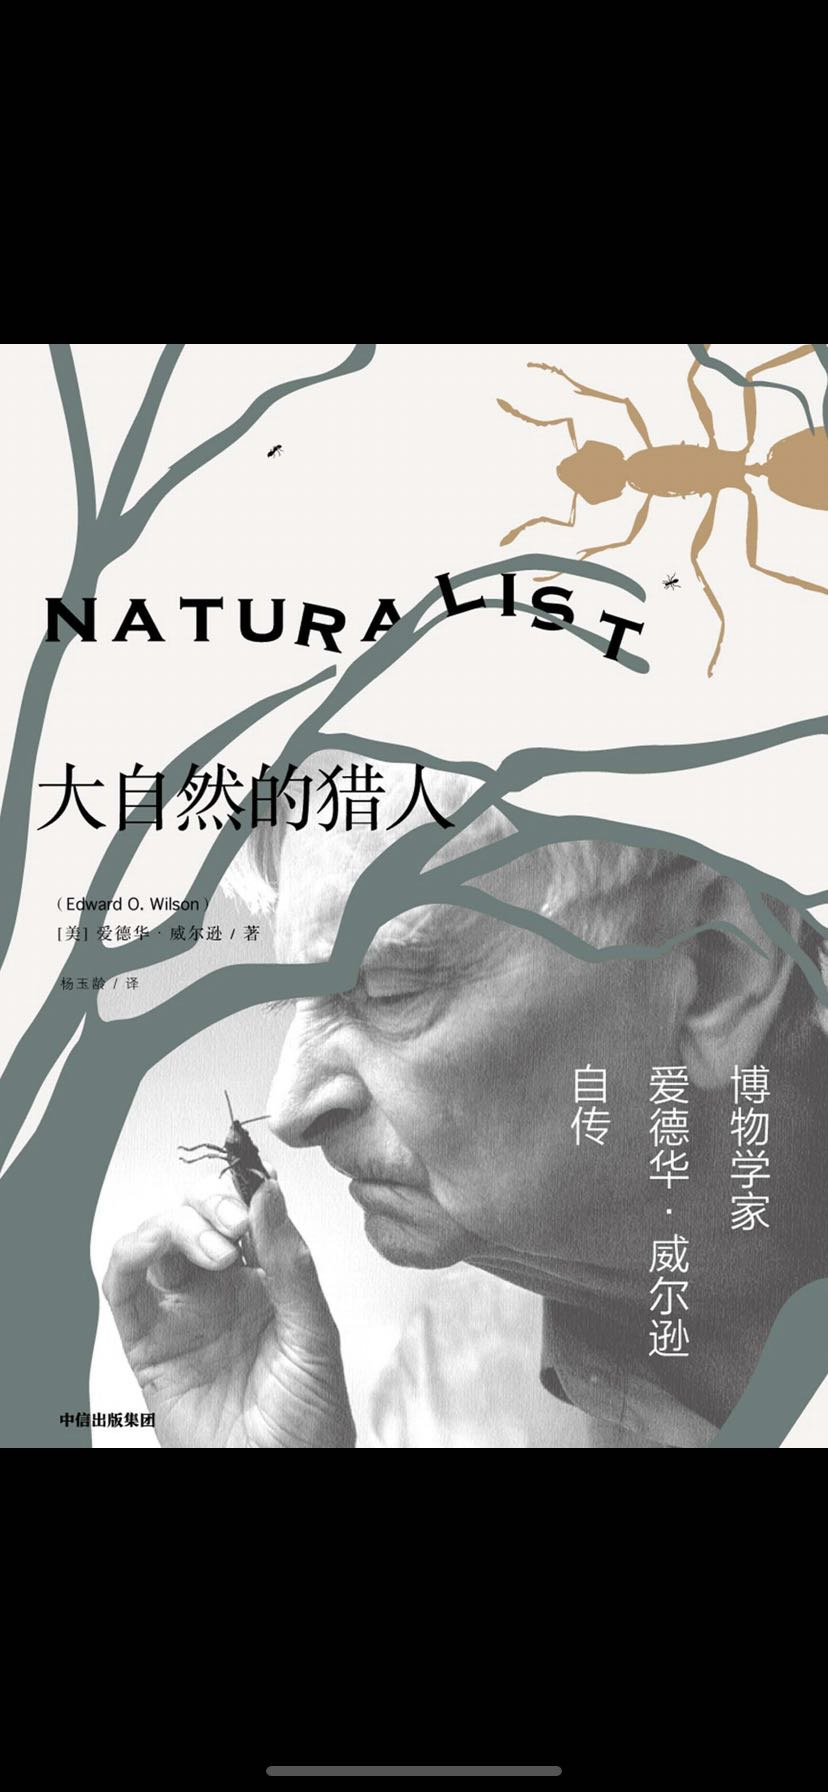 NATURALIST
大自然的猎人
（Edward O. Wilson）
[美] 爱德华·威尔逊 / 著
杨玉龄 / 译
博物学家
爱德华·威尔逊
自传
中信出版集团